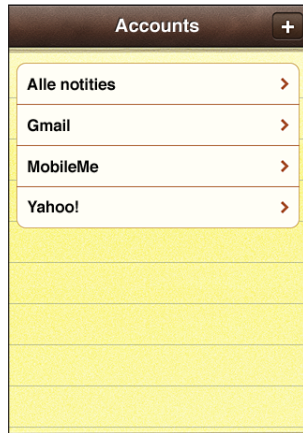 Accounts +
Alle notities
Gmail
MobileMe
Yahoo!